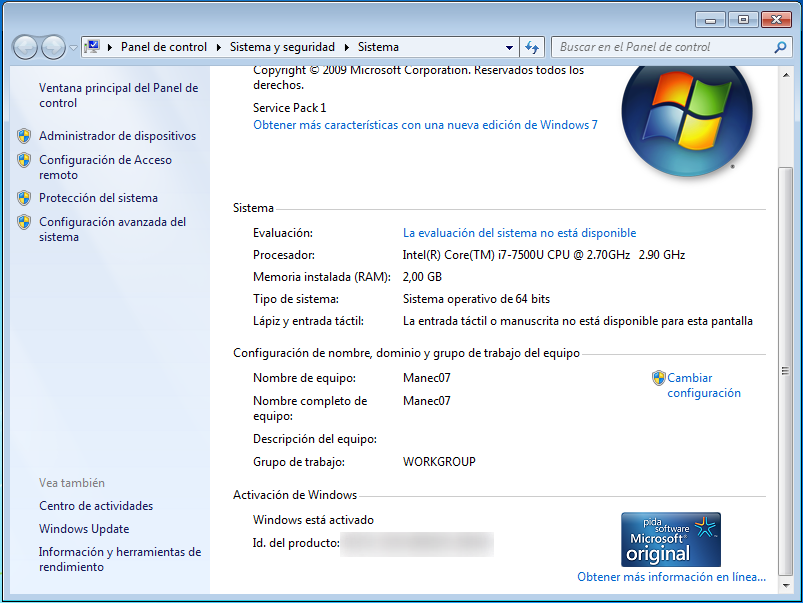 Panel de control
Sistema y seguridad
Sistema
Buscar en el Panel de control
Ventana principal del Panel de
control
Administrador de dispositivos
Configuración de Acceso
remoto
Protección del sistema
Configuración avanzada del
sistema
Vea también
Centro de actividades
Windows Update
Información y herramientas de
rendimiento
Copyright © 2009 Microsoft Corporation. Reservados todos los
derechos.
Service Pack 1
Obtener más características con una nueva edición de Windows 7
Sistema
Evaluación: La evaluación del sistema no está disponible
Procesador: Intel(R) Core(TM) i7-7500U CPU @ 2.70GHz 2.90 GHz
Memoria instalada (RAM): 2,00 GB
Tipo de sistema: Sistema operativo de 64 bits
Lápiz y entrada táctil: La entrada táctil o manuscrita no está disponible para esta pantalla
Configuración de nombre, dominio y grupo de trabajo del equipo
Nombre de equipo: Manec07
Cambiar
configuración
Nombre completo de
equipo:
Manec07
Descripción del equipo:
Grupo de trabajo: WORKGROUP
Activación de Windows
Windows está activado
Id. del producto:
pida
software
Microsoft®
original
Obtener más información en línea...